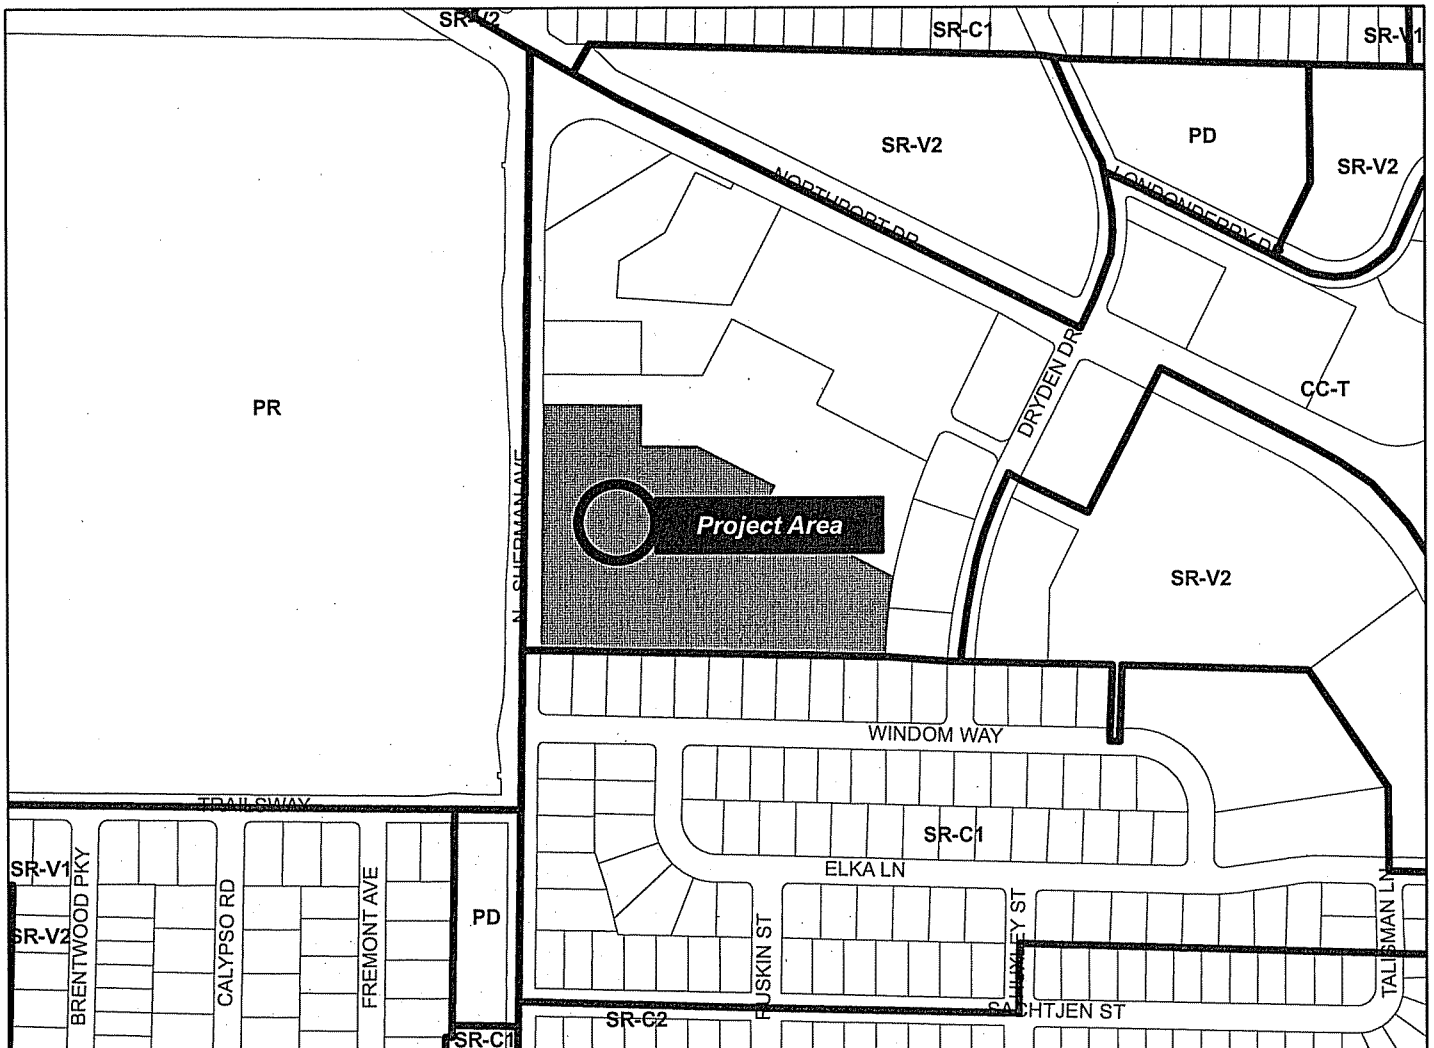 SR-V2
SR-C1
SR-V1
SR-V2
PD
SR-V2
NORTHPORT DR
LONDONDERRY DR
DRYDEN DR
CC-T
PR
N SHERMAN AVE
Project Area
SR-V2
WINDOM WAY
TRAILSWAY
SR-C1
SR-V1
ELKA LN
BRENTWOOD PKY
CALYPSO RD
FREMONT AVE
PD
SR-V2
RUSKIN ST
HUXLEY ST
TALISMAN LN
SACHTJEN ST
SR-C2
SR-C1